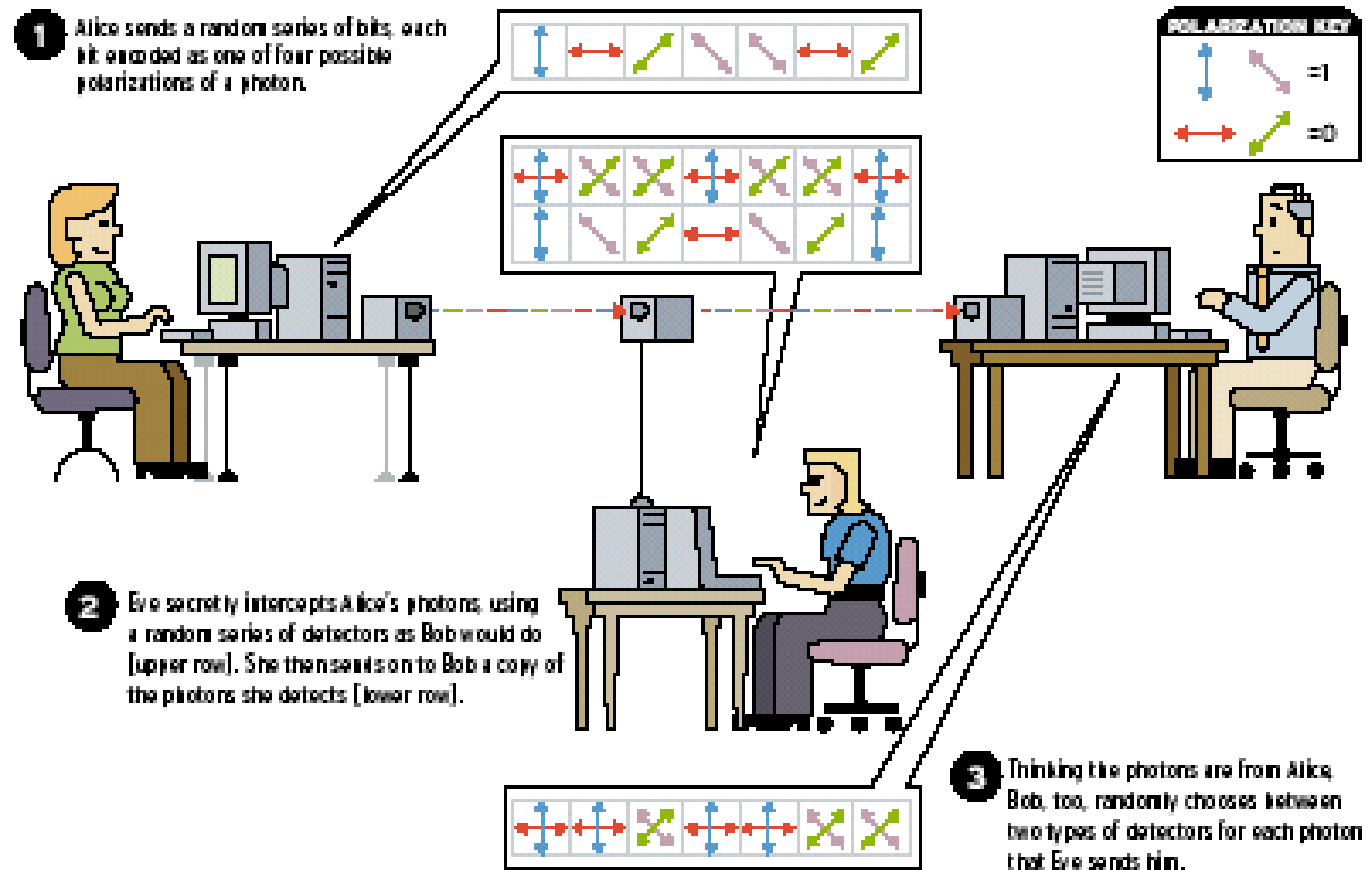 1
Alice sends a random series of bits, each
bit encoded as one of four possible
polarizations of a photon.
POLARIZATION KEY
=1
=0
2
Eve secretly intercepts Alice's photons, using
a random series of detectors as Bob would do
[upper row]. She then sends on to Bob a copy of
the photons she detects [lower row].
3
Thinking the photons are from Alice,
Bob, too, randomly chooses between
two types of detectors for each photon
that Eve sends him.